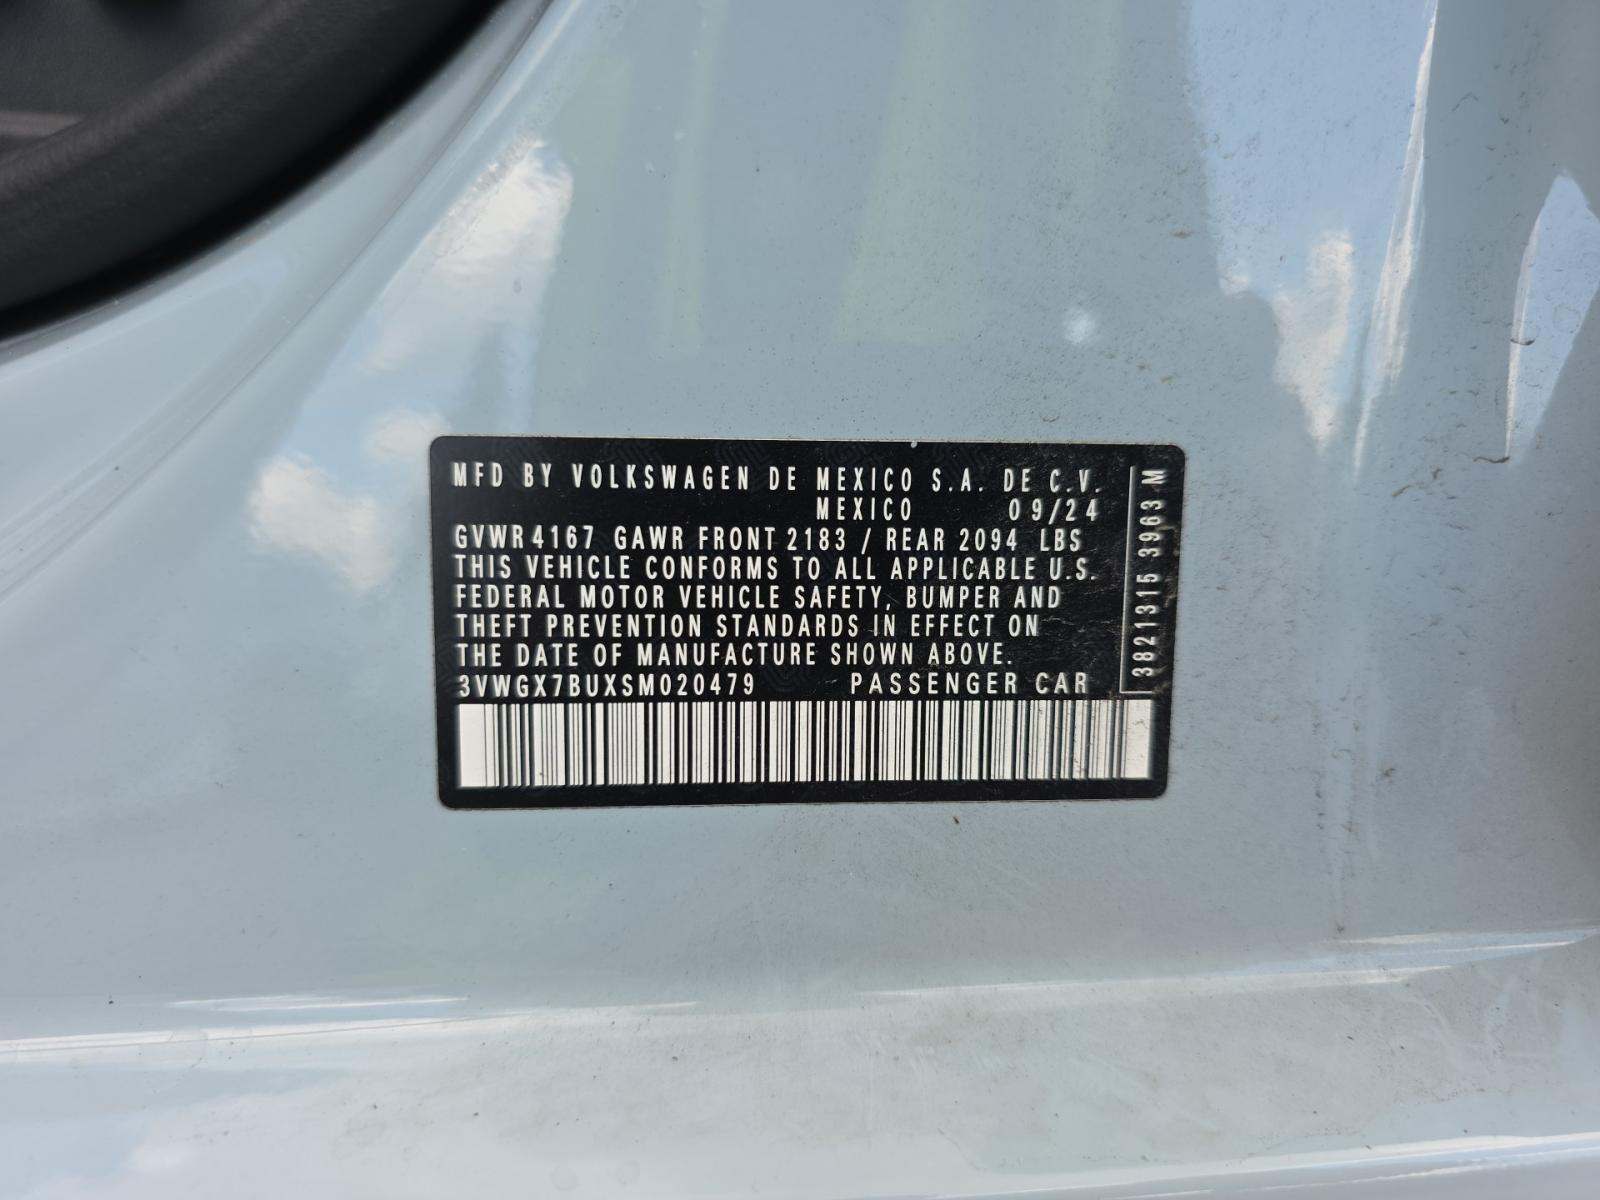 MFD BY VOLKSWAGEN DE MEXICO S.A. DE C.V.
MEXICO 09/24
GVWR 4167 GAWR FRONT 2183 / REAR 2094 LBS
THIS VEHICLE CONFORMS TO ALL APPLICABLE U.S.
FEDERAL MOTOR VEHICLE SAFETY, BUMPER AND
THEFT PREVENTION STANDARDS IN EFFECT ON
THE DATE OF MANUFACTURE SHOWN ABOVE.
3VWGX7BUXSM020479 PASSENGER CAR
3821315 3963 M